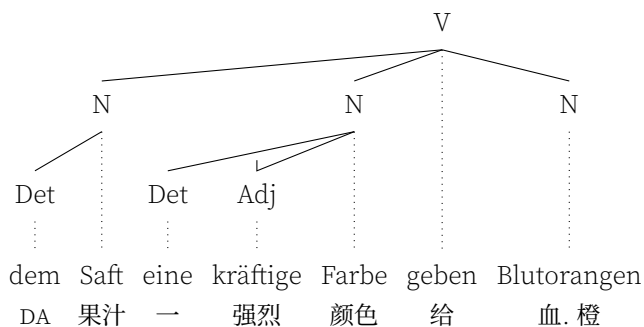 V
N N N
Det Det Adj
dem Saft eine kräftige Farbe geben Blutorangen
DA 果汁 一 强烈 颜色 给 血. 橙